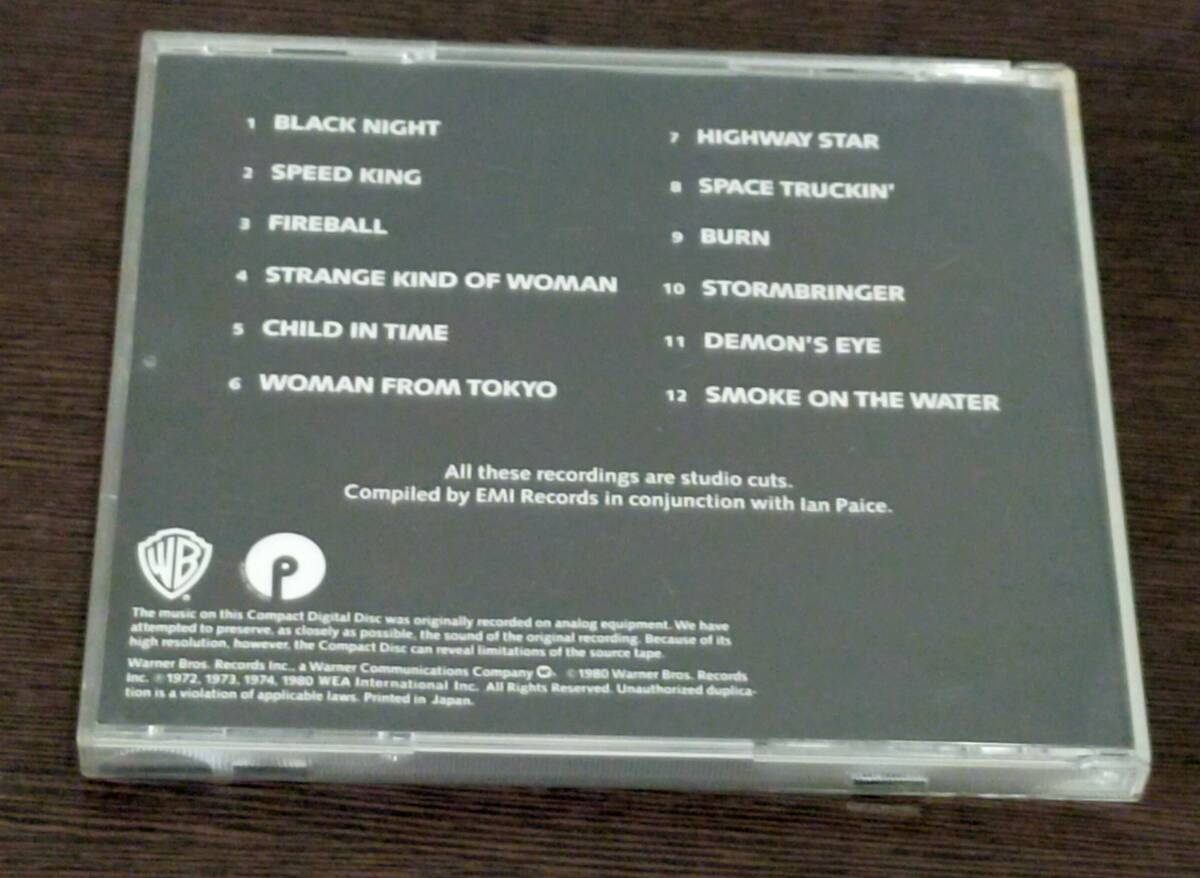 1 BLACK NIGHT
2 SPEED KING
3 FIREBALL
4 STRANGE KIND OF WOMAN
5 CHILD IN TIME
6 WOMAN FROM TOKYO
7 HIGHWAY STAR
8 SPACE TRUCKIN'
9 BURN
10 STORMBRINGER
11 DEMON'S EYE
12 SMOKE ON THE WATER
All these recordings are studio cuts.
Compiled by EMI Records in conjunction with Ian Paice.
WB
P
The music on this Compact Digital Disc was originally recorded on analog equipment. We have
attempted to preserve, as closely as possible, the sound of the original recording. Because of its
high resolution, however, the Compact Disc can reveal limitations of the source tape.
Warner Bros. Records Inc., a Warner Communications Company ©1980 Warner Bros. Records
Inc. ℗1972, 1973, 1974, 1980 WEA International Inc. All Rights Reserved. Unauthorized duplica-
tion is a violation of applicable laws. Printed in Japan.